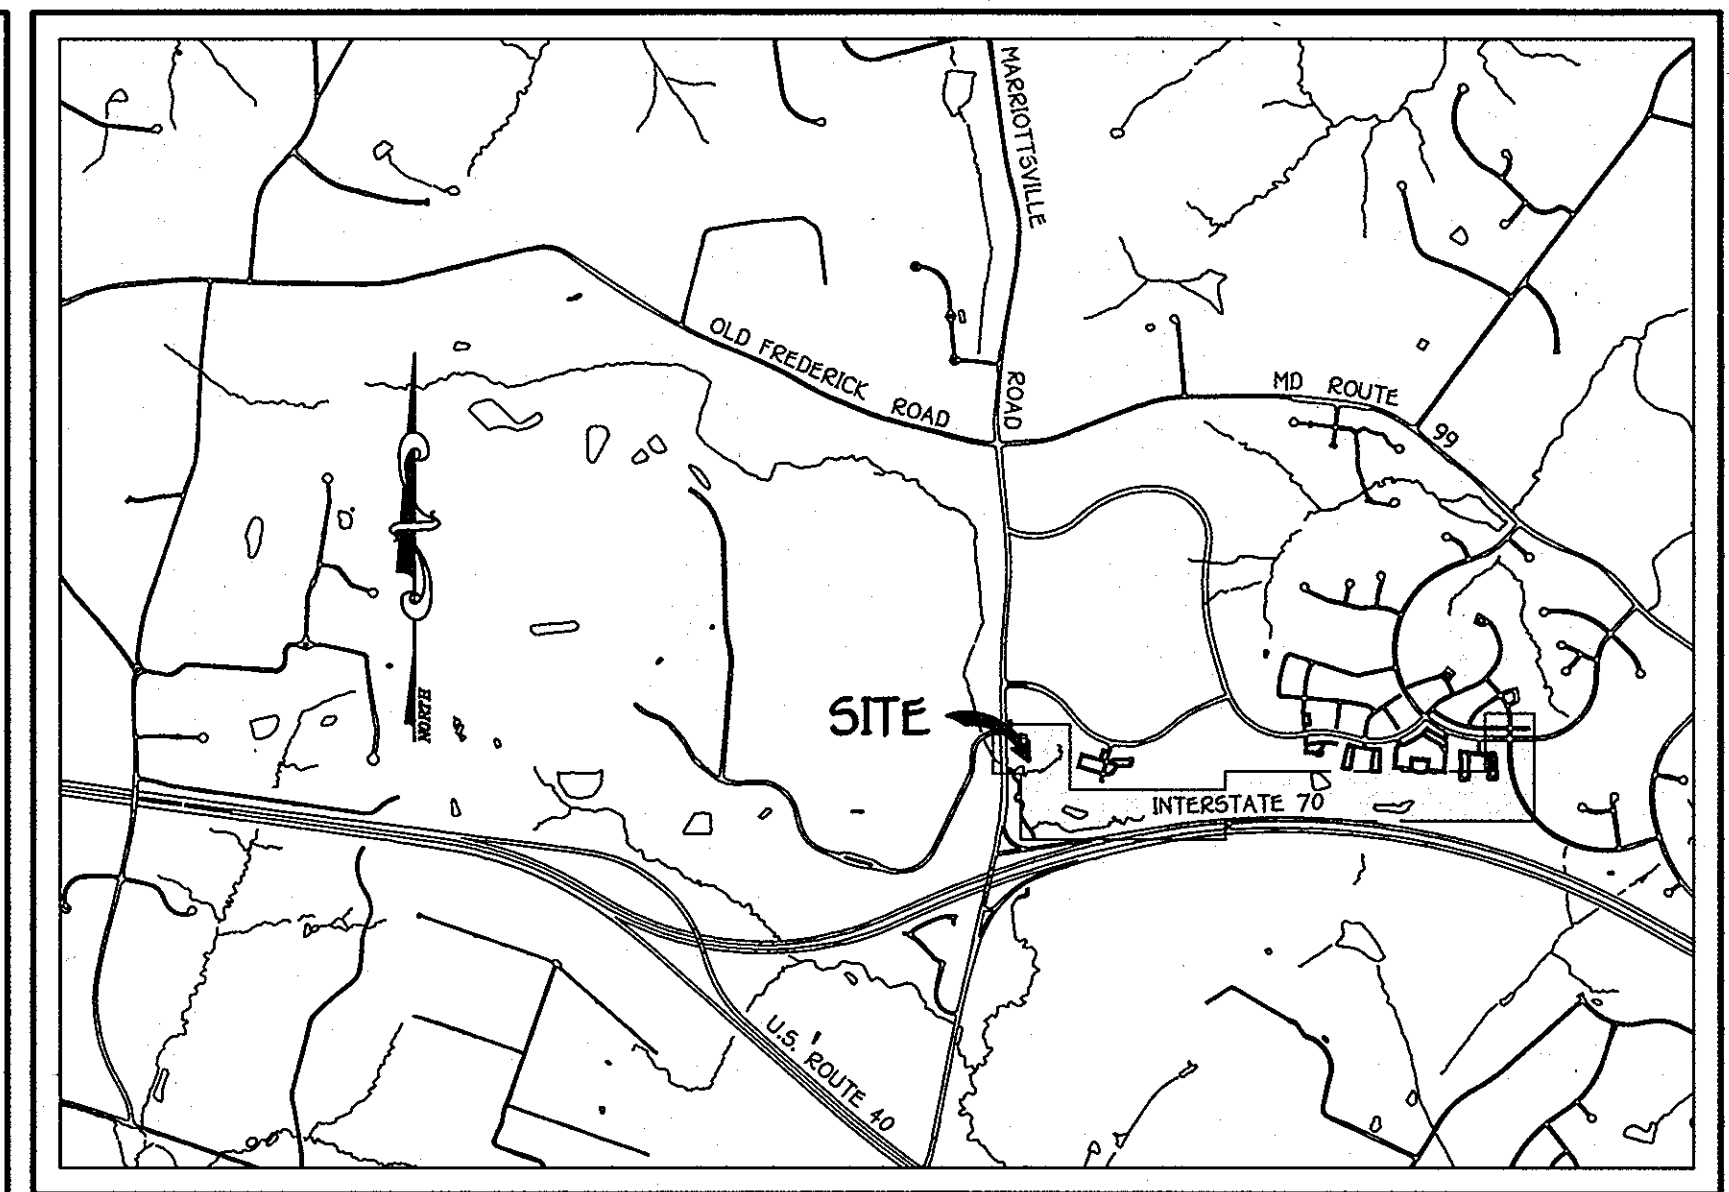 MARRIOTTSVILLE
ROAD
OLD FREDERICK ROAD
MD ROUTE 99
NORTH
SITE
INTERSTATE 70
U.S. ROUTE 40